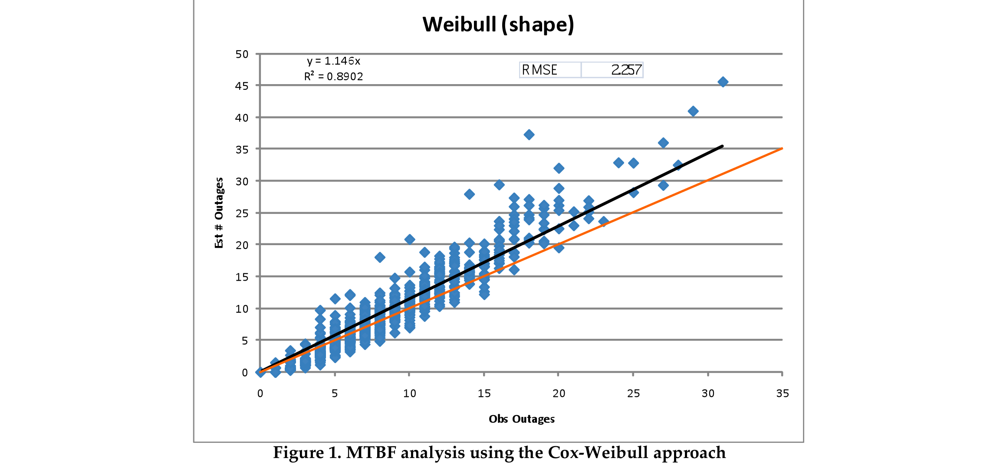 Weibull (shape)
y = 1.146x
R² = 0.8902
RMSE 2.257
50
45
40
35
30
25
20
15
10
5
0
Est # Outages
0 5 10 15 20 25 30 35
Obs Outages
Figure 1. MTBF analysis using the Cox-Weibull approach